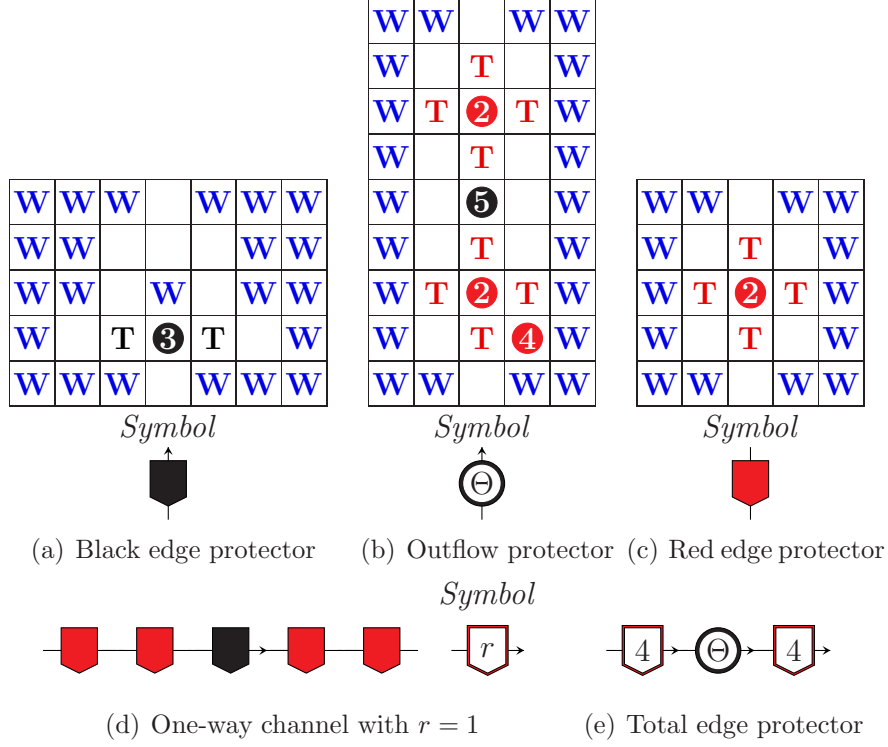 W W W W W W
W W W W
W W W W W
W T 3 T W
W W W W W W
Symbol
(a) Black edge protector
W W W W
W T W
W T 2 T W
W T W
W 5 W
W T W
W T 2 T W
W T 4 W
W W W W
Symbol
Θ
(b) Outflow protector
W W W W
W T W
W T 2 T W
W T W
W W W W
Symbol
(c) Red edge protector
Symbol
r
(d) One-way channel with r = 1
4 Θ 4
(e) Total edge protector